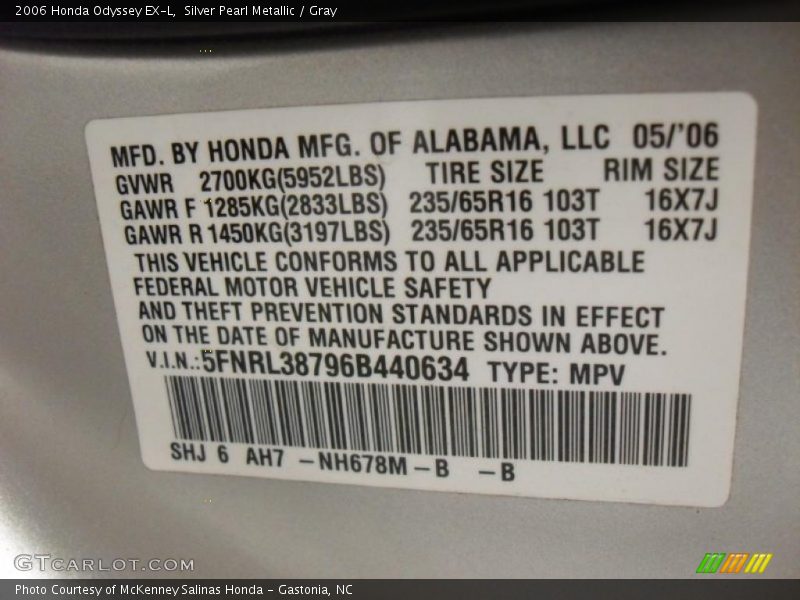 2006 Honda Odyssey EX-L,  Silver Pearl Metallic / Gray
MFD. BY HONDA MFG. OF ALABAMA, LLC 05/'06
GVWR 2700KG(5952LBS) TIRE SIZE RIM SIZE
GAWR F 1285KG(2833LBS) 235/65R16 103T 16X7J
GAWR R 1450KG(3197LBS) 235/65R16 103T 16X7J
THIS VEHICLE CONFORMS TO ALL APPLICABLE
FEDERAL MOTOR VEHICLE SAFETY
AND THEFT PREVENTION STANDARDS IN EFFECT
ON THE DATE OF MANUFACTURE SHOWN ABOVE.
V.I.N.:5FNRL38796B440634 TYPE: MPV
SHJ 6 AH7 -NH678M-B -B
GTCARLOT.COM
Photo Courtesy of McKenney Salinas Honda - Gastonia, NC